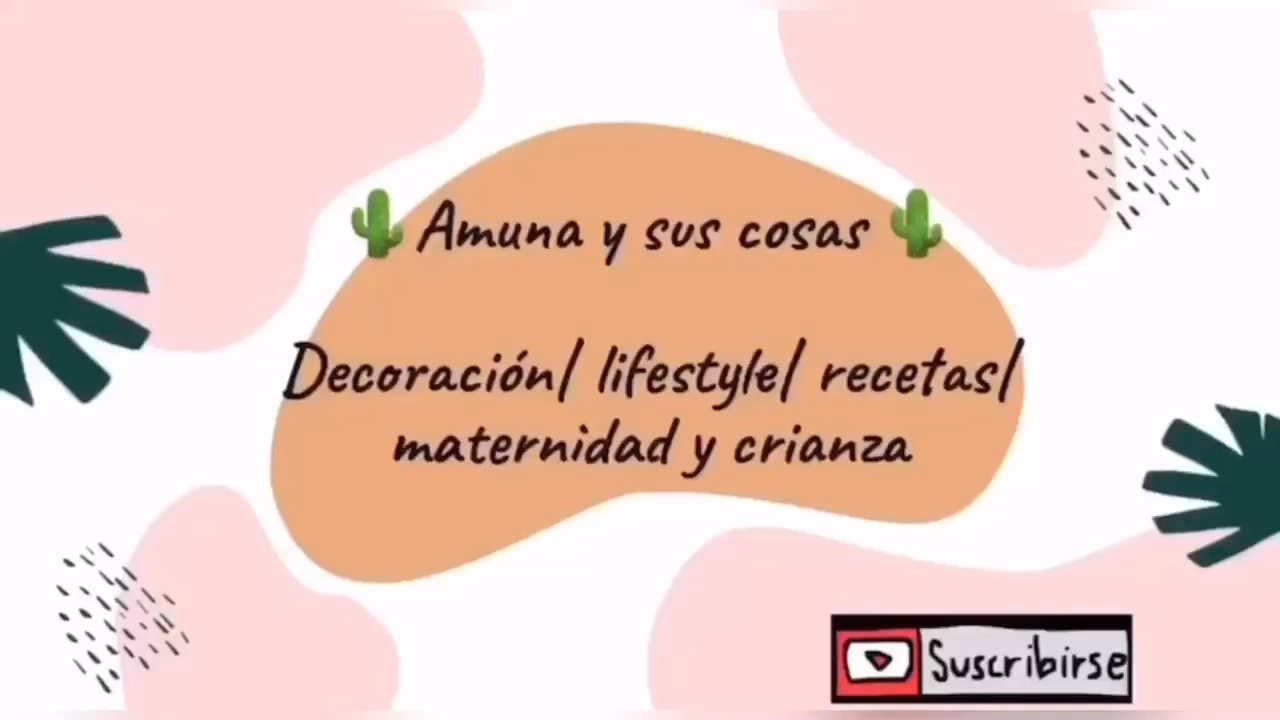 🌵 Amuna y sus cosas 🌵
Decoración/ lifestyle/ recetas/
maternidad y crianza
Suscribirse